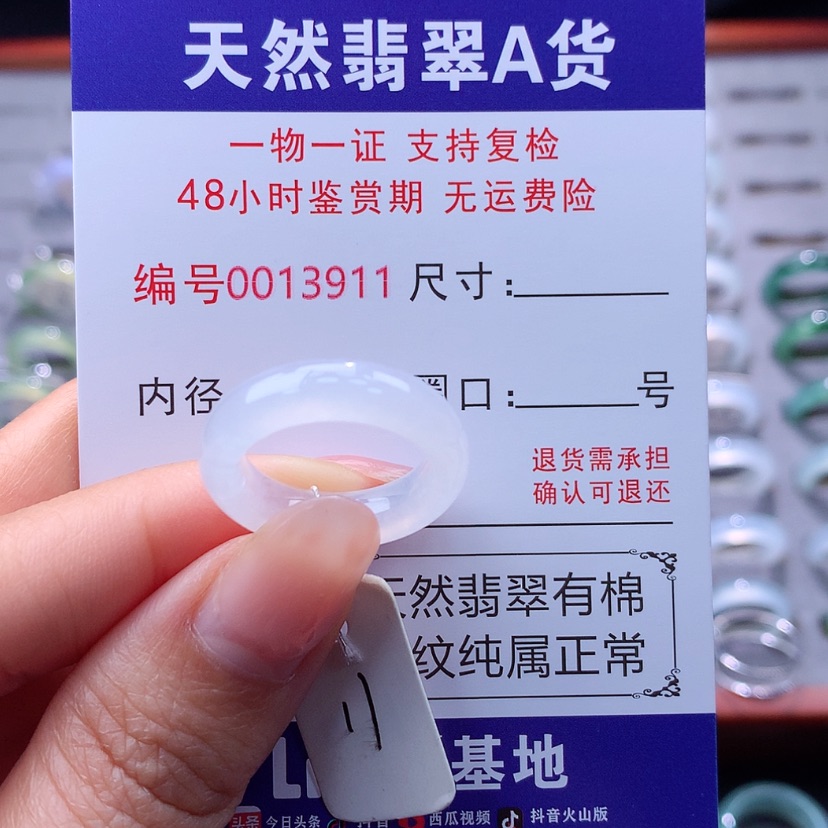 天然翡翠A货
一物一证 支持复检
48小时鉴赏期 无运费险
编号0013911 尺寸:
内径 圈口: 号
退货需承担
确认可退还
天然翡翠有棉
纹纯属正常
基地
头条 今日头条 抖音 西瓜视频 抖音火山版